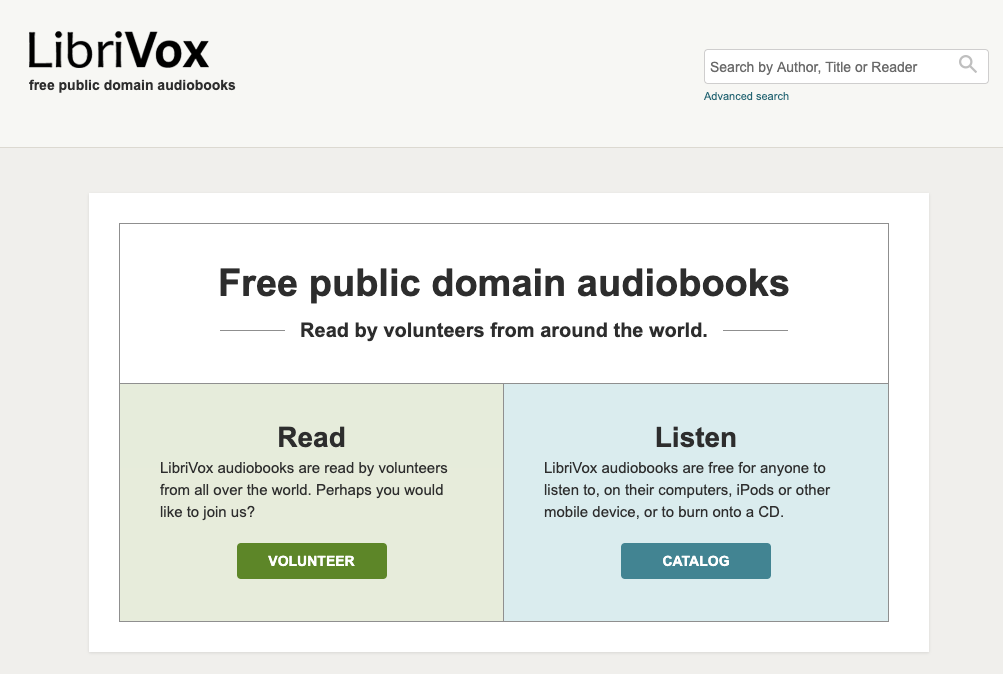 LibriVox
free public domain audiobooks
Search by Author, Title or Reader
Advanced search
Free public domain audiobooks
Read by volunteers from around the world.
Read
LibriVox audiobooks are read by volunteers
from all over the world. Perhaps you would
like to join us?
VOLUNTEER
Listen
LibriVox audiobooks are free for anyone to
listen to, on their computers, iPods or other
mobile device, or to burn onto a CD.
CATALOG